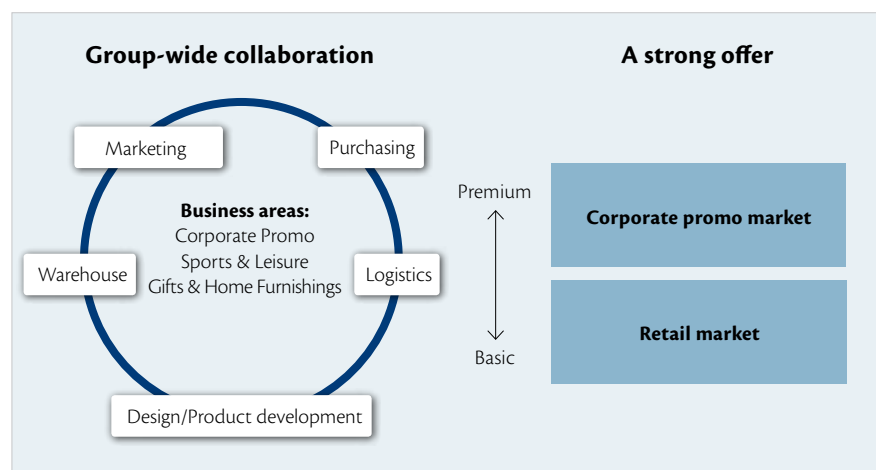 Group-wide collaboration
Marketing
Purchasing
Business areas:
Corporate Promo
Sports & Leisure
Gifts & Home Furnishings
Warehouse
Logistics
Design/Product development
A strong offer
Premium
Basic
Corporate promo market
Retail market